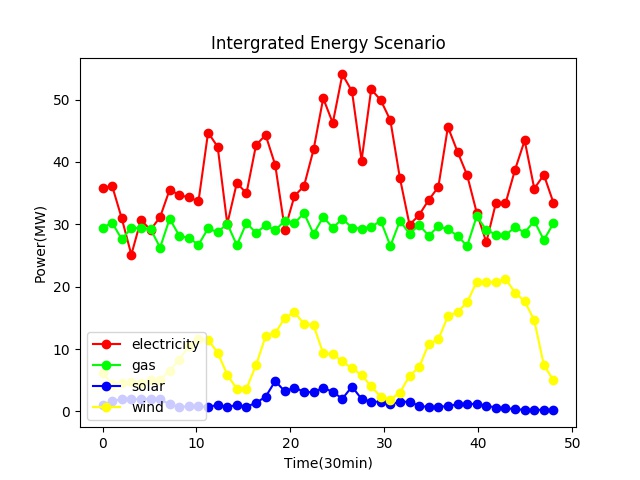 Intergrated Energy Scenario
Power(MW)
50
40
30
20
10
0
electricity
gas
solar
wind
0 10 20 30 40 50
Time(30min)